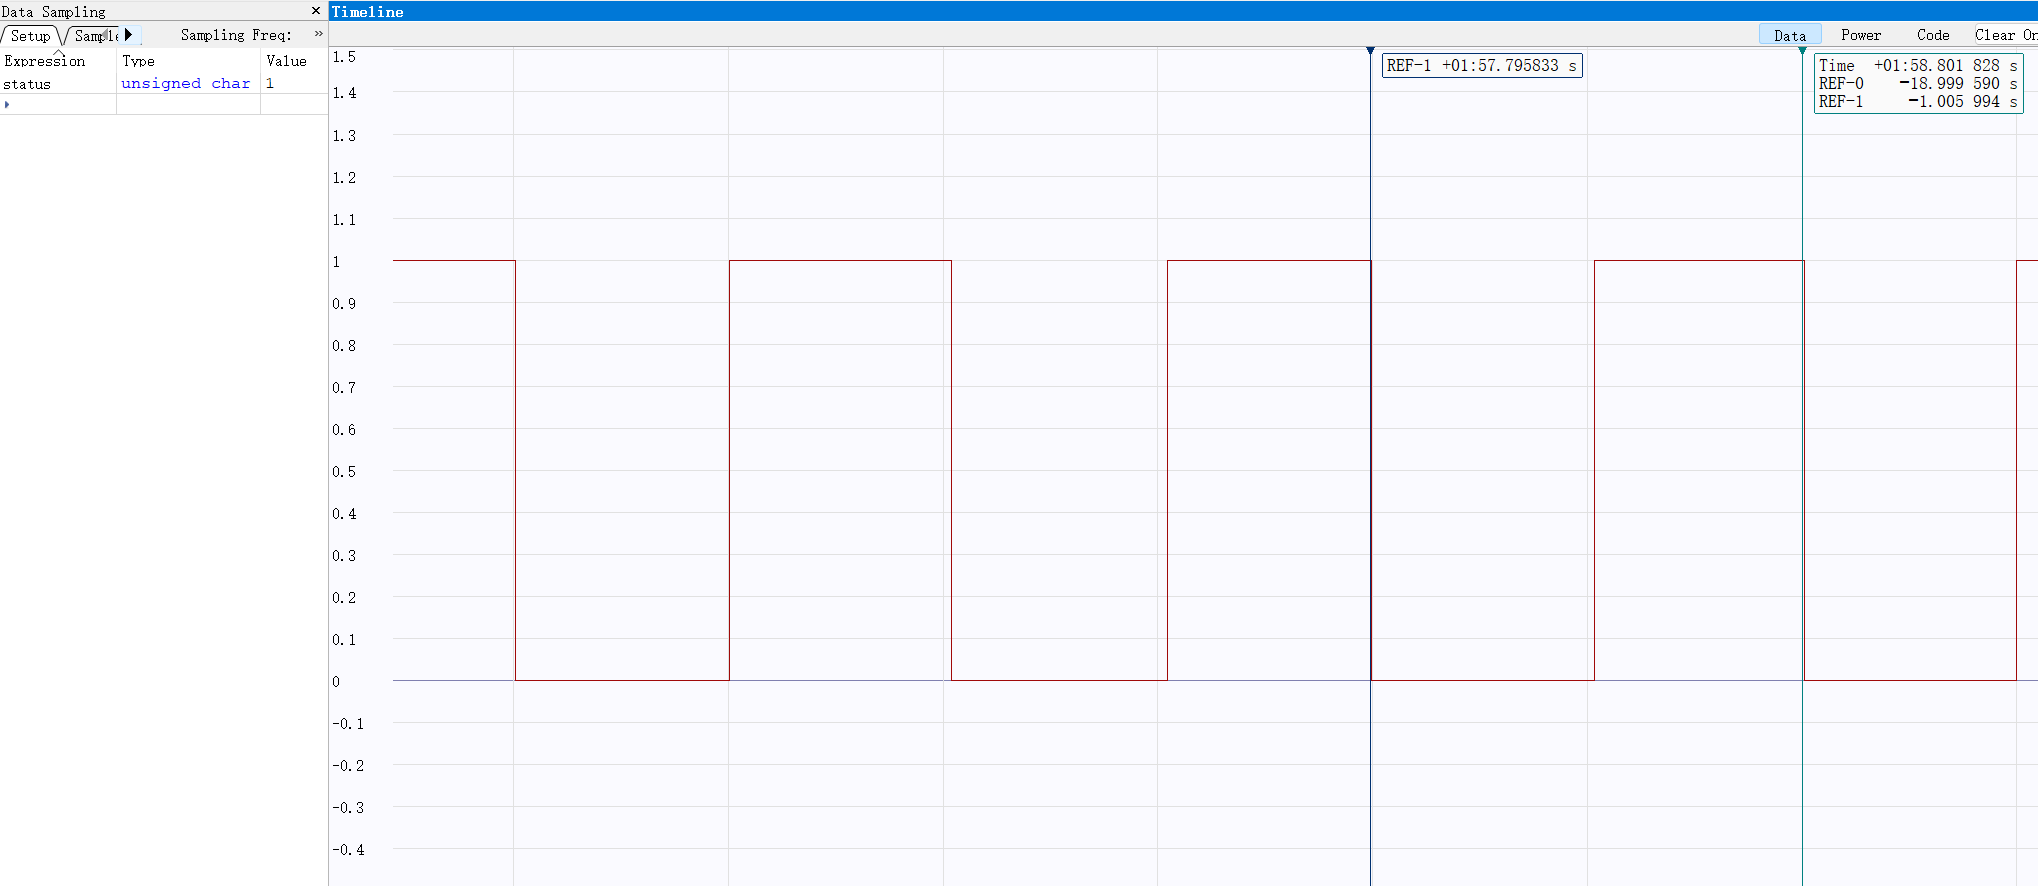 Data Sampling ×
Setup Sample Sampling Freq: »
Expression Type Value
status unsigned char 1
Timeline
Data Power Code Clear On
REF-1 +01:57.795833 s
Time +01:58.801 828 s
REF-0 -18.999 590 s
REF-1 -1.005 994 s
1.5
1.4
1.3
1.2
1.1
1
0.9
0.8
0.7
0.6
0.5
0.4
0.3
0.2
0.1
0
-0.1
-0.2
-0.3
-0.4